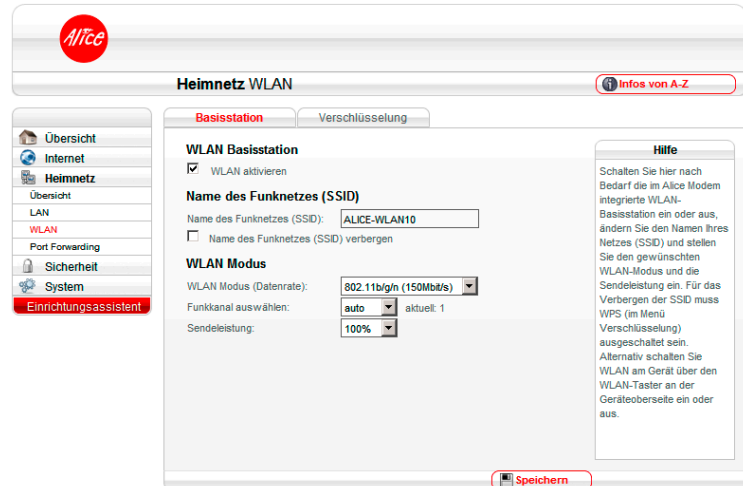 Alice
Heimnetz WLAN
Infos von A-Z
Übersicht
Internet
Heimnetz
Übersicht
LAN
WLAN
Port Forwarding
Sicherheit
System
Einrichtungsassistent
Basisstation
Verschlüsselung
WLAN Basisstation
WLAN aktivieren
Name des Funknetzes (SSID)
Name des Funknetzes (SSID): ALICE-WLAN10
Name des Funknetzes (SSID) verbergen
WLAN Modus
WLAN Modus (Datenrate): 802.11b/g/n (150Mbit/s)
Funkkanal auswählen: auto aktuell: 1
Sendeleistung: 100%
Hilfe
Schalten Sie hier nach
Bedarf die im Alice Modem
integrierte WLAN-
Basisstation ein oder aus,
ändern Sie den Namen Ihres
Netzes (SSID) und stellen
Sie den gewünschten
WLAN-Modus und die
Sendeleistung ein. Für das
Verbergen der SSID muss
WPS (im Menü
Verschlüsselung)
ausgeschaltet sein.
Alternativ schalten Sie
WLAN am Gerät über den
WLAN-Taster an der
Geräteoberseite ein oder
aus.
Speichern